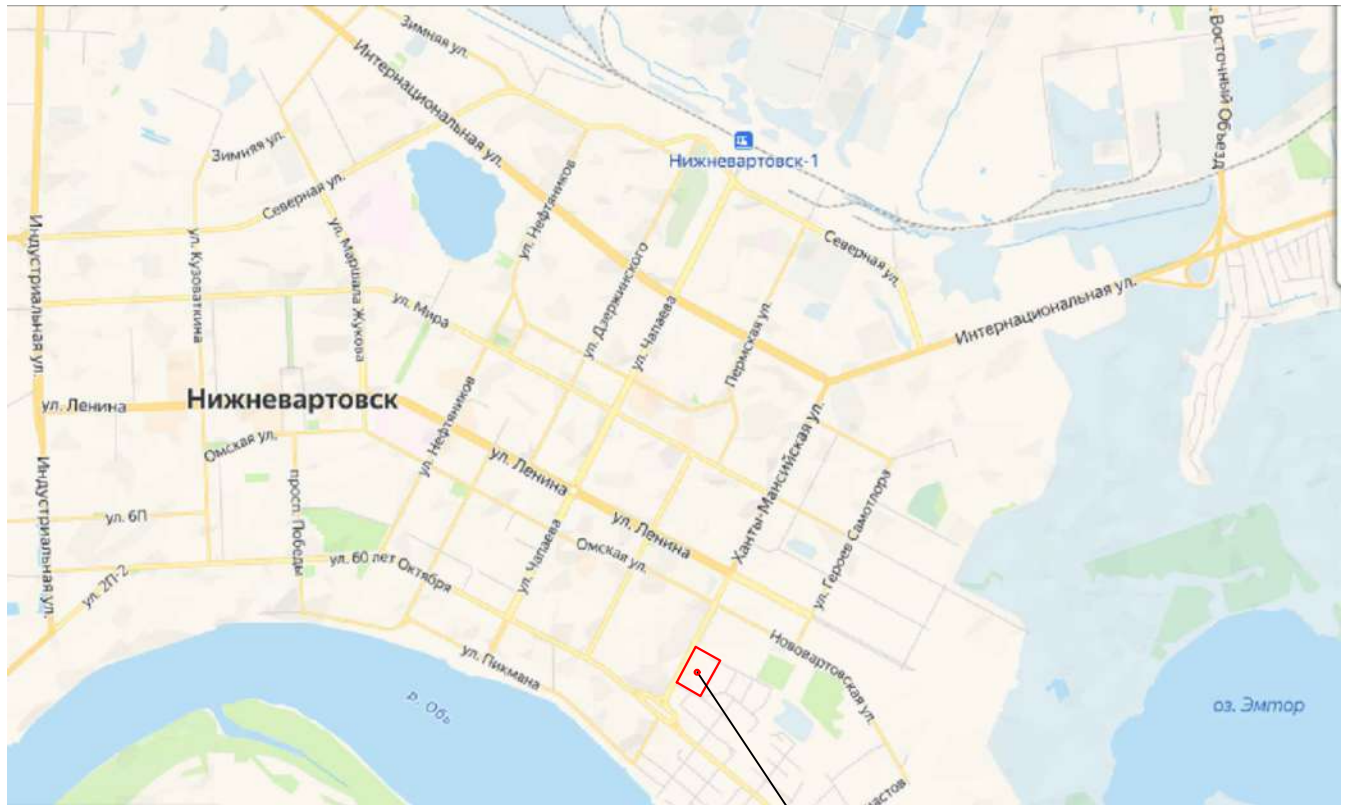 Зимняя ул.
Интернациональная ул.
Восточный Объезд
Нижневартовск-1
Зимняя ул.
Северная ул.
ул. Нефтяников
Индустриальная ул.
ул. Кузоваткина
ул. Маршала Жукова
ул. Дзержинского
Северная ул.
ул. Мира
ул. Чапаева
Пермская ул.
Интернациональная ул.
ул. Ленина
Нижневартовск
ул. Нефтяников
Омская ул.
ул. Ленина
Ханты-Мансийская ул.
Индустриальная ул.
просп. Победы
ул. 6П
ул. Ленина
ул. Героев Самотлора
ул. 60 лет Октября
ул. Чапаева
Омская ул.
ул. 2П-2
ул. Пикмана
Нововартовская ул.
р. Обь
оз. Эмтор